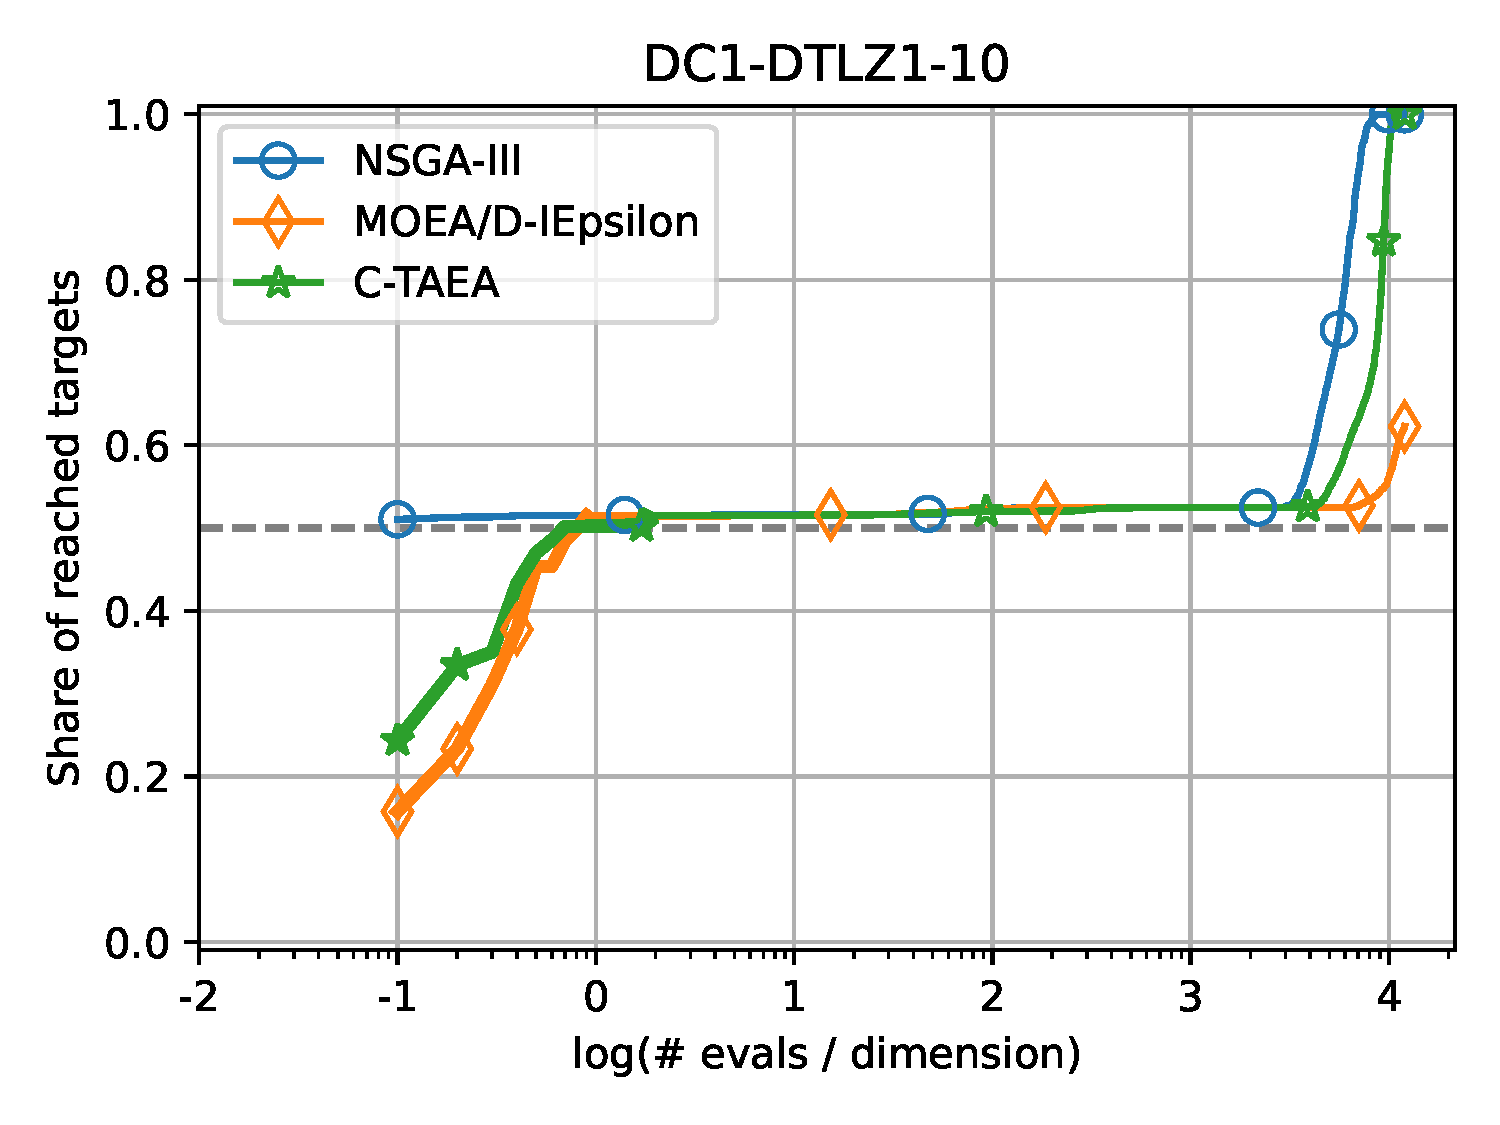 DC1-DTLZ1-10
1.0
0.8
0.6
0.4
0.2
0.0
Share of reached targets
NSGA-III
MOEA/D-IEpsilon
C-TAEA
-2 -1 0 1 2 3 4
log(# evals / dimension)